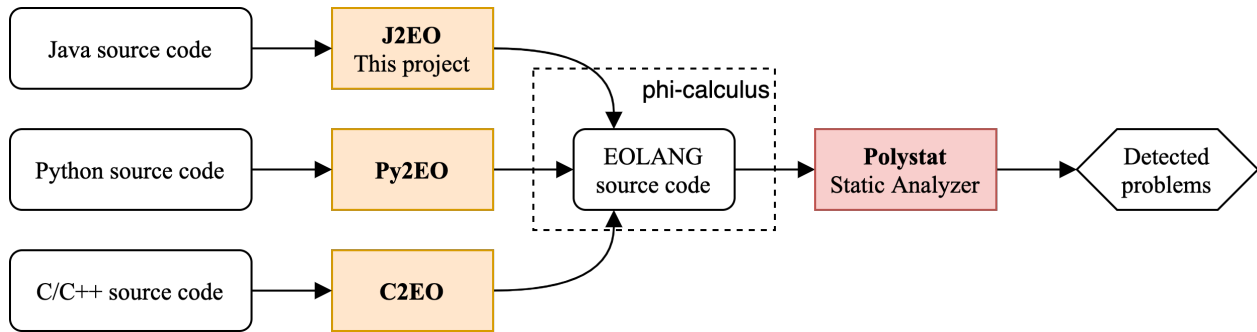 Java source code
J2EO
This project
phi-calculus
Python source code
Py2EO
EOLANG
source code
Polystat
Static Analyzer
Detected
problems
C/C++ source code
C2EO